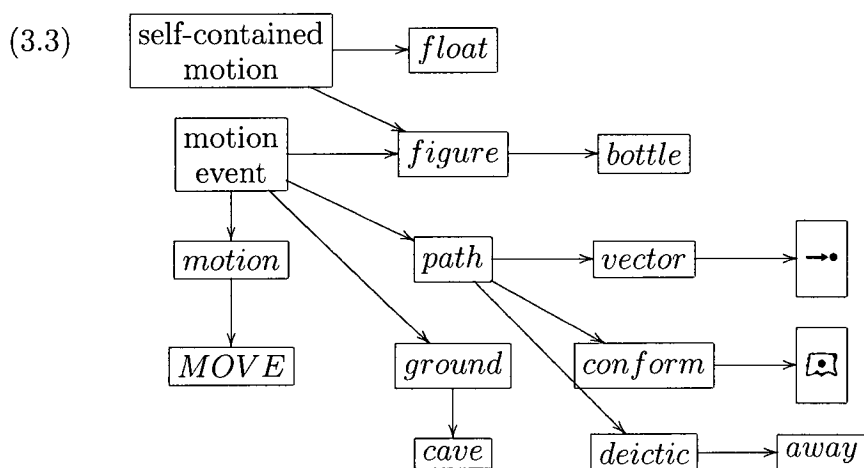 (3.3)
self-contained
motion
float
motion
event
figure
bottle
motion
path
vector
MOVE
ground
conform
cave
deictic
away